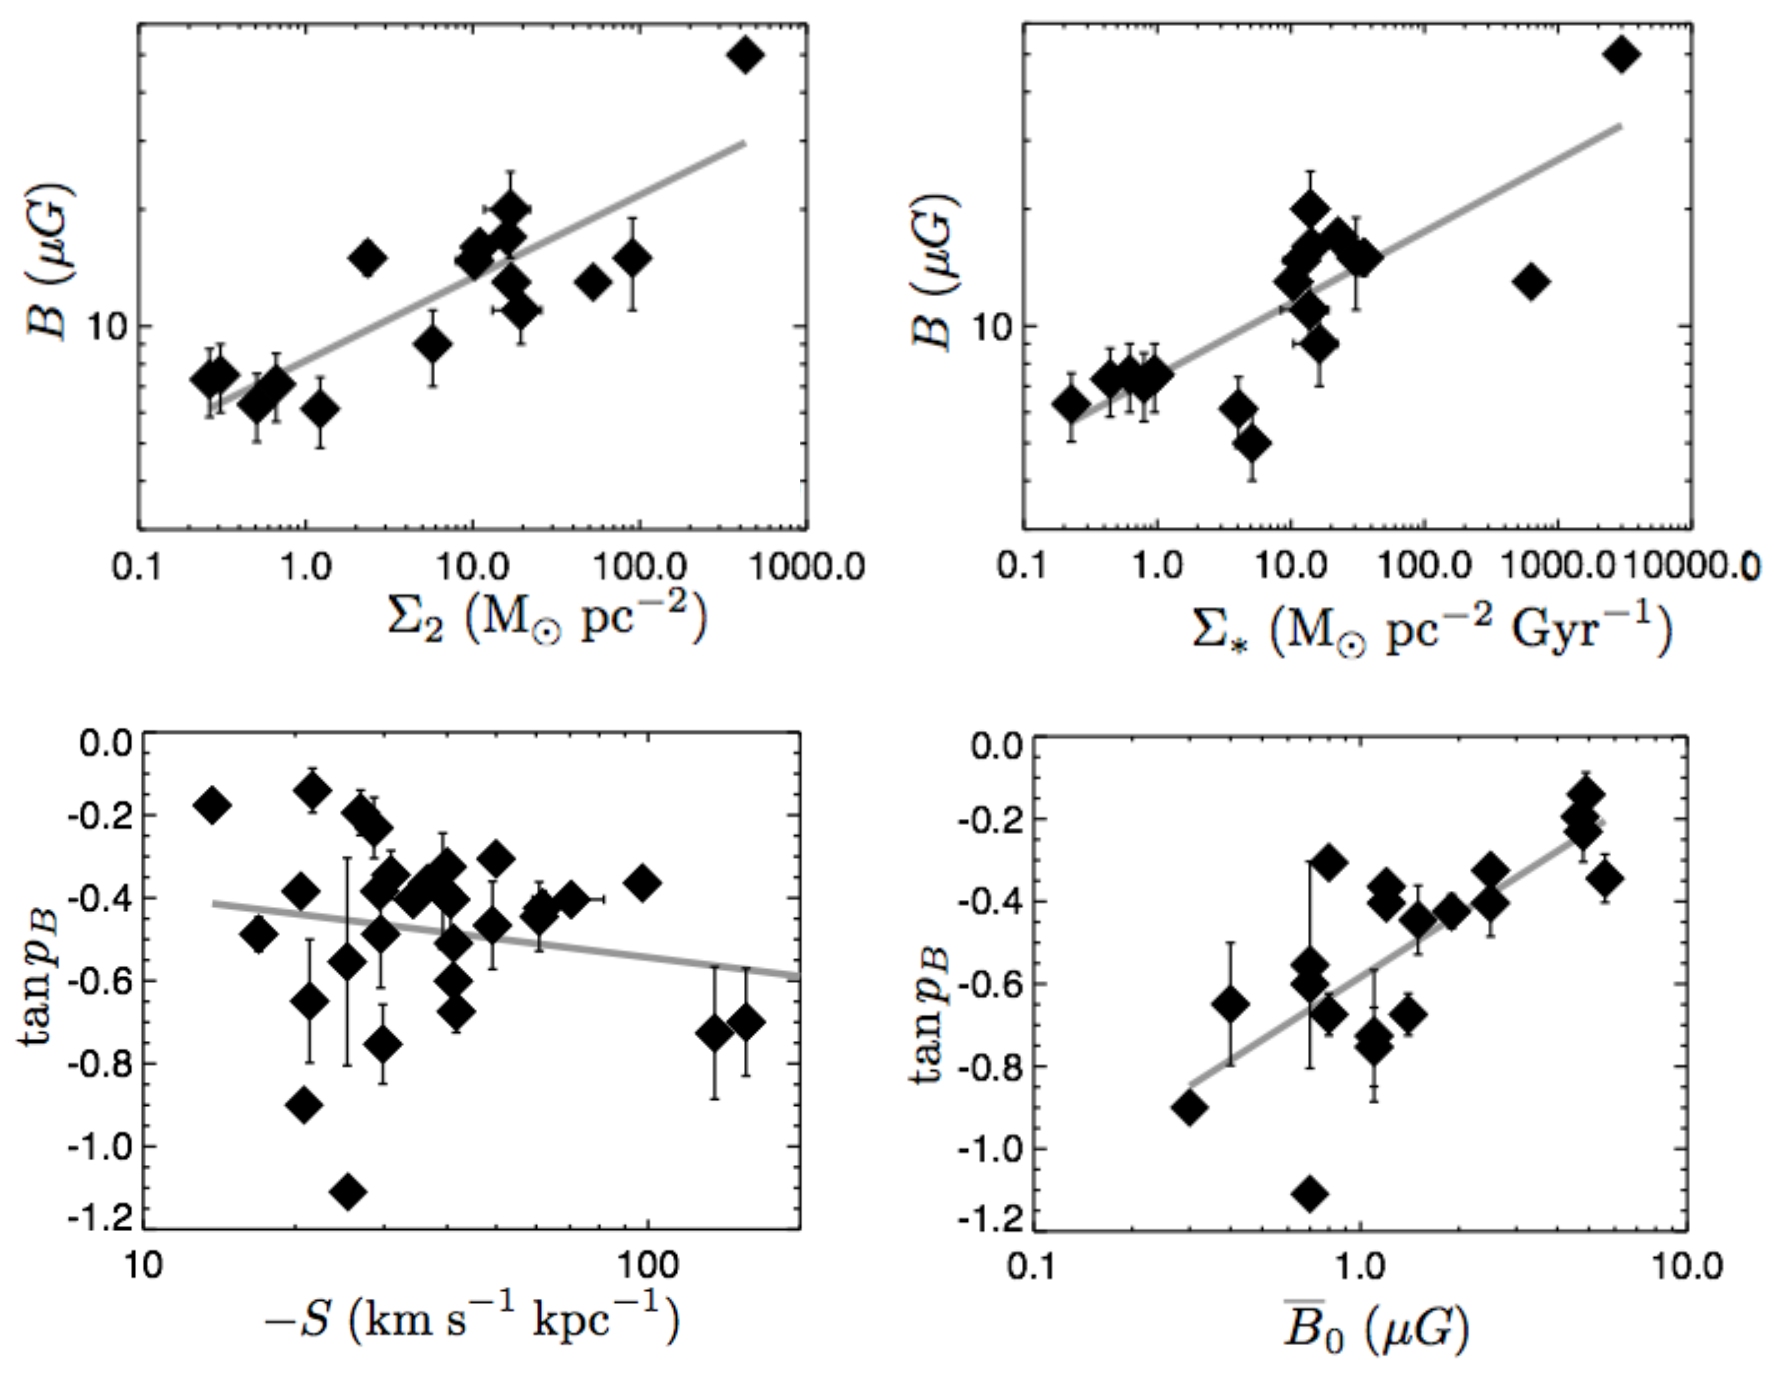 B (μG)
10
0.1 1.0 10.0 100.0 1000.0
Σ₂ (M⊙ pc⁻²)
B (μG)
10
0.1 1.0 10.0 100.0 1000.0 10000.0
Σ* (M⊙ pc⁻² Gyr⁻¹)
tan p_B
0.0
-0.2
-0.4
-0.6
-0.8
-1.0
-1.2
10 100
−S (km s⁻¹ kpc⁻¹)
tan p_B
0.0
-0.2
-0.4
-0.6
-0.8
-1.0
-1.2
0.1 1.0 10.0
B̅₀ (μG)